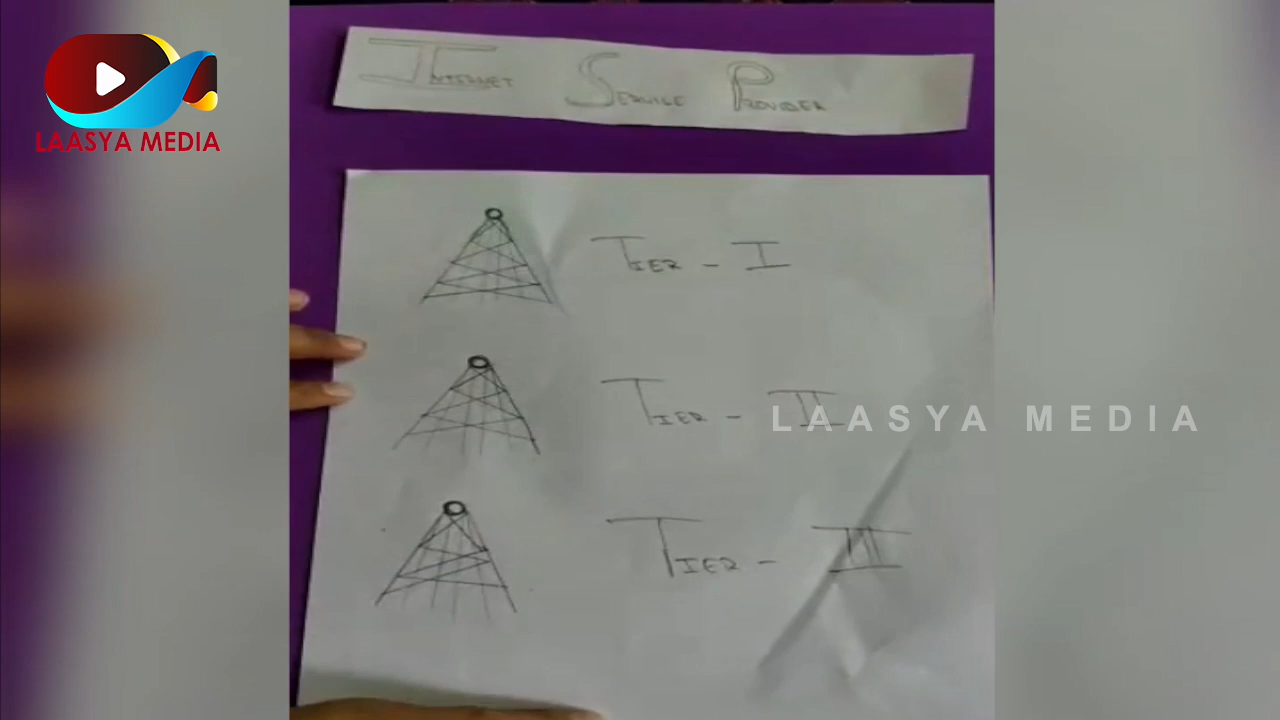 LAASYA MEDIA
INTERNET SERVICE PROVIDER
TIER - I
TIER - II
LAASYA MEDIA
TIER - III